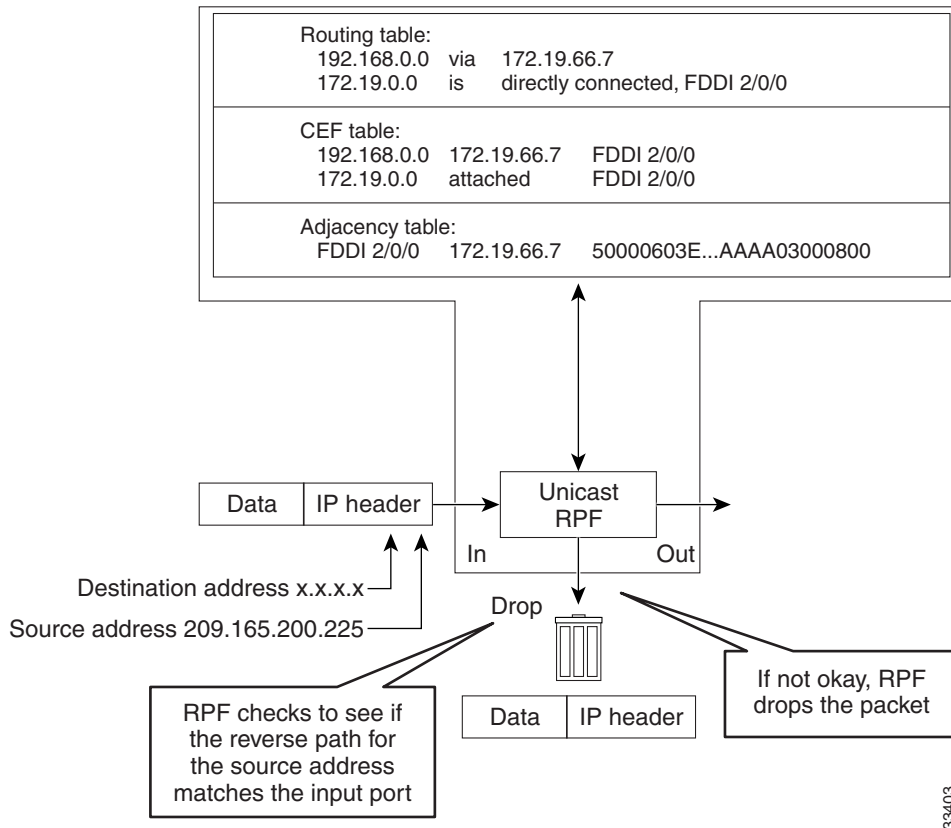 Routing table:
192.168.0.0 via 172.19.66.7
172.19.0.0 is directly connected, FDDI 2/0/0
CEF table:
192.168.0.0 172.19.66.7 FDDI 2/0/0
172.19.0.0 attached FDDI 2/0/0
Adjacency table:
FDDI 2/0/0 172.19.66.7 50000603E...AAAA03000800
Data IP header
Unicast
RPF
In Out
Destination address x.x.x.x
Source address 209.165.200.225
Drop
RPF checks to see if
the reverse path for
the source address
matches the input port
Data IP header
If not okay, RPF
drops the packet
33403